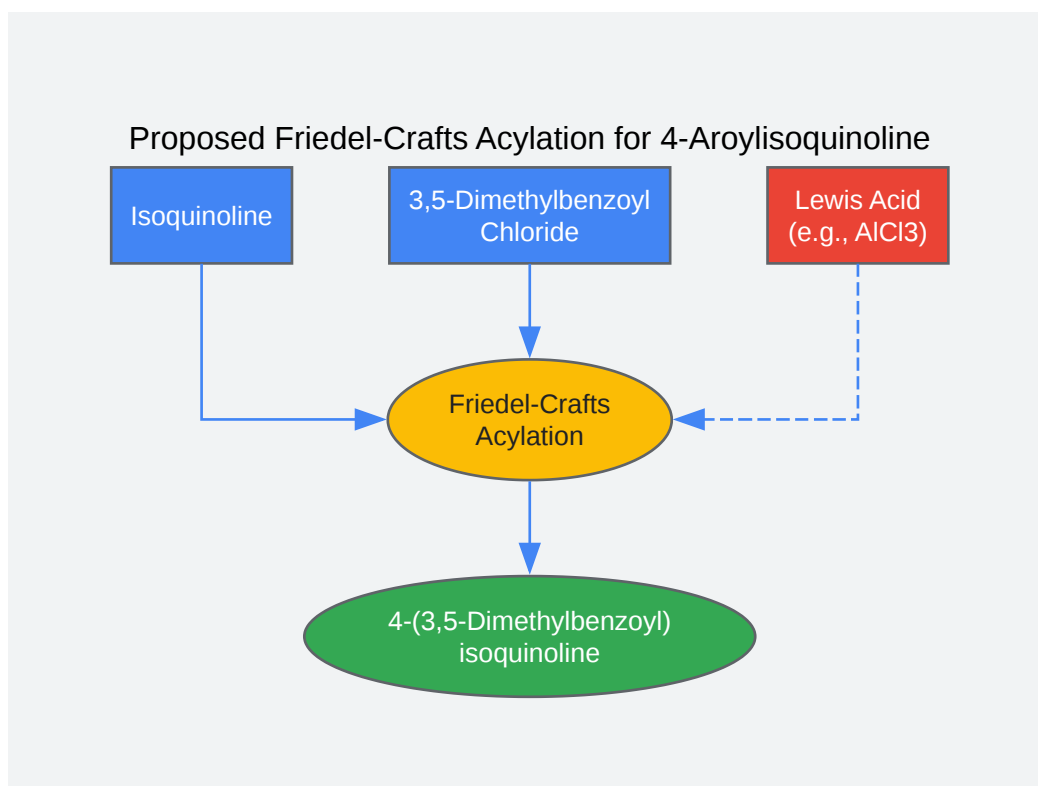 Proposed Friedel-Crafts Acylation for 4-Aroylisoquinoline
Isoquinoline
3,5-Dimethylbenzoyl
Chloride
Lewis Acid
(e.g., AlCl3)
Friedel-Crafts
Acylation
4-(3,5-Dimethylbenzoyl)
isoquinoline